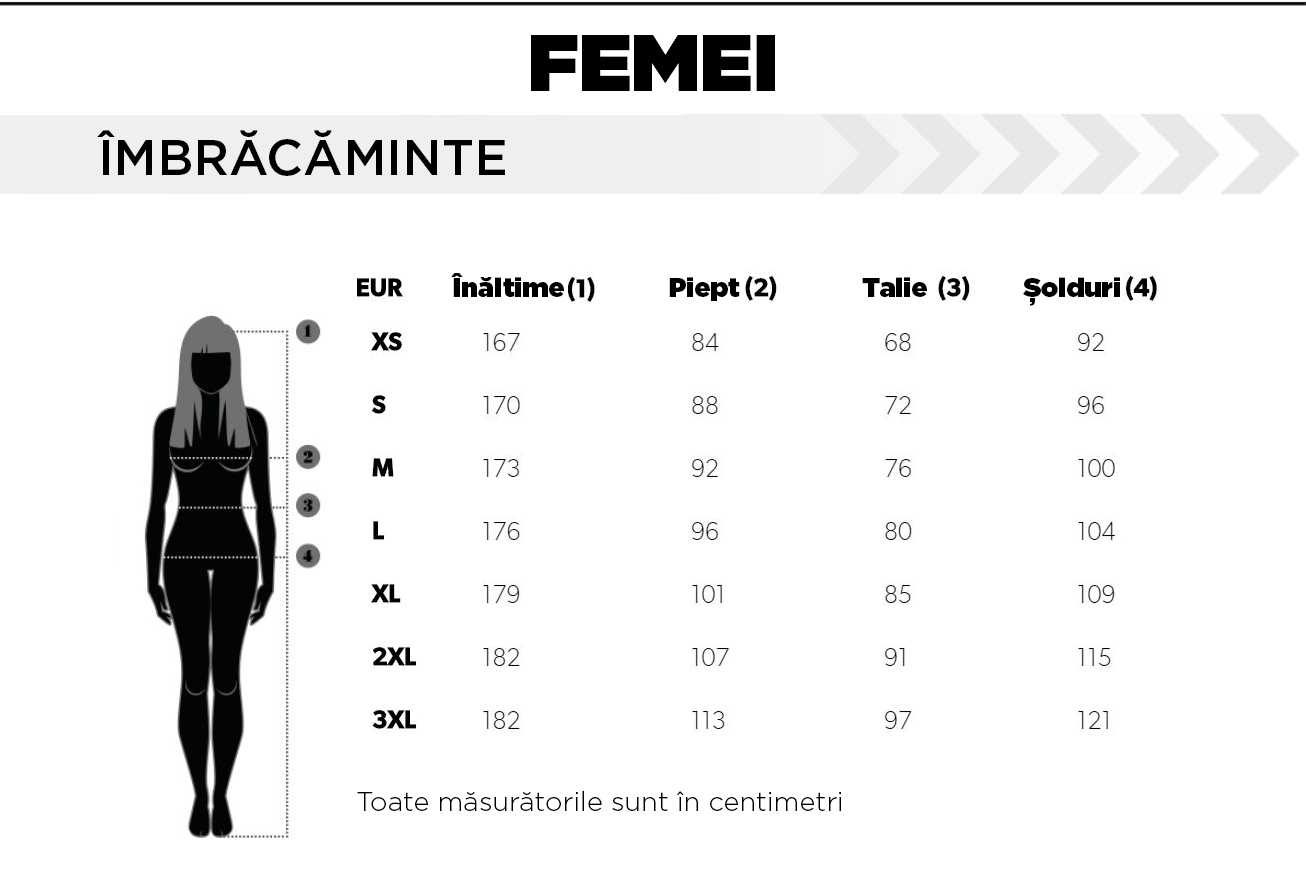 FEMEI
ÎMBRĂCĂMINTE
EUR Înăltime (1) Piept (2) Talie (3) Șolduri (4)
1
XS 167 84 68 92
S 170 88 72 96
2
M 173 92 76 100
3
L 176 96 80 104
4
XL 179 101 85 109
2XL 182 107 91 115
3XL 182 113 97 121
Toate măsurătorile sunt în centimetri